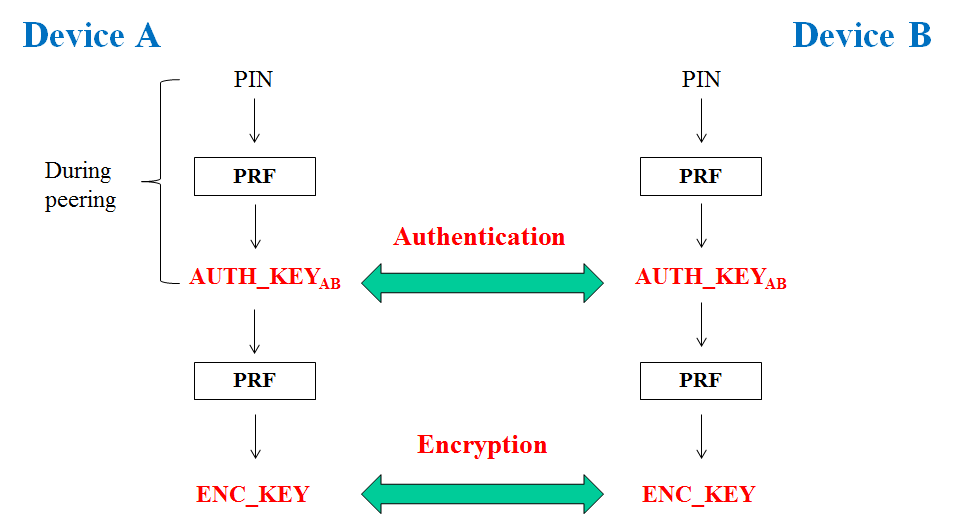 Device A
Device B
PIN
PIN
During
peering
PRF
PRF
Authentication
AUTH_KEYAB
AUTH_KEYAB
PRF
PRF
Encryption
ENC_KEY
ENC_KEY